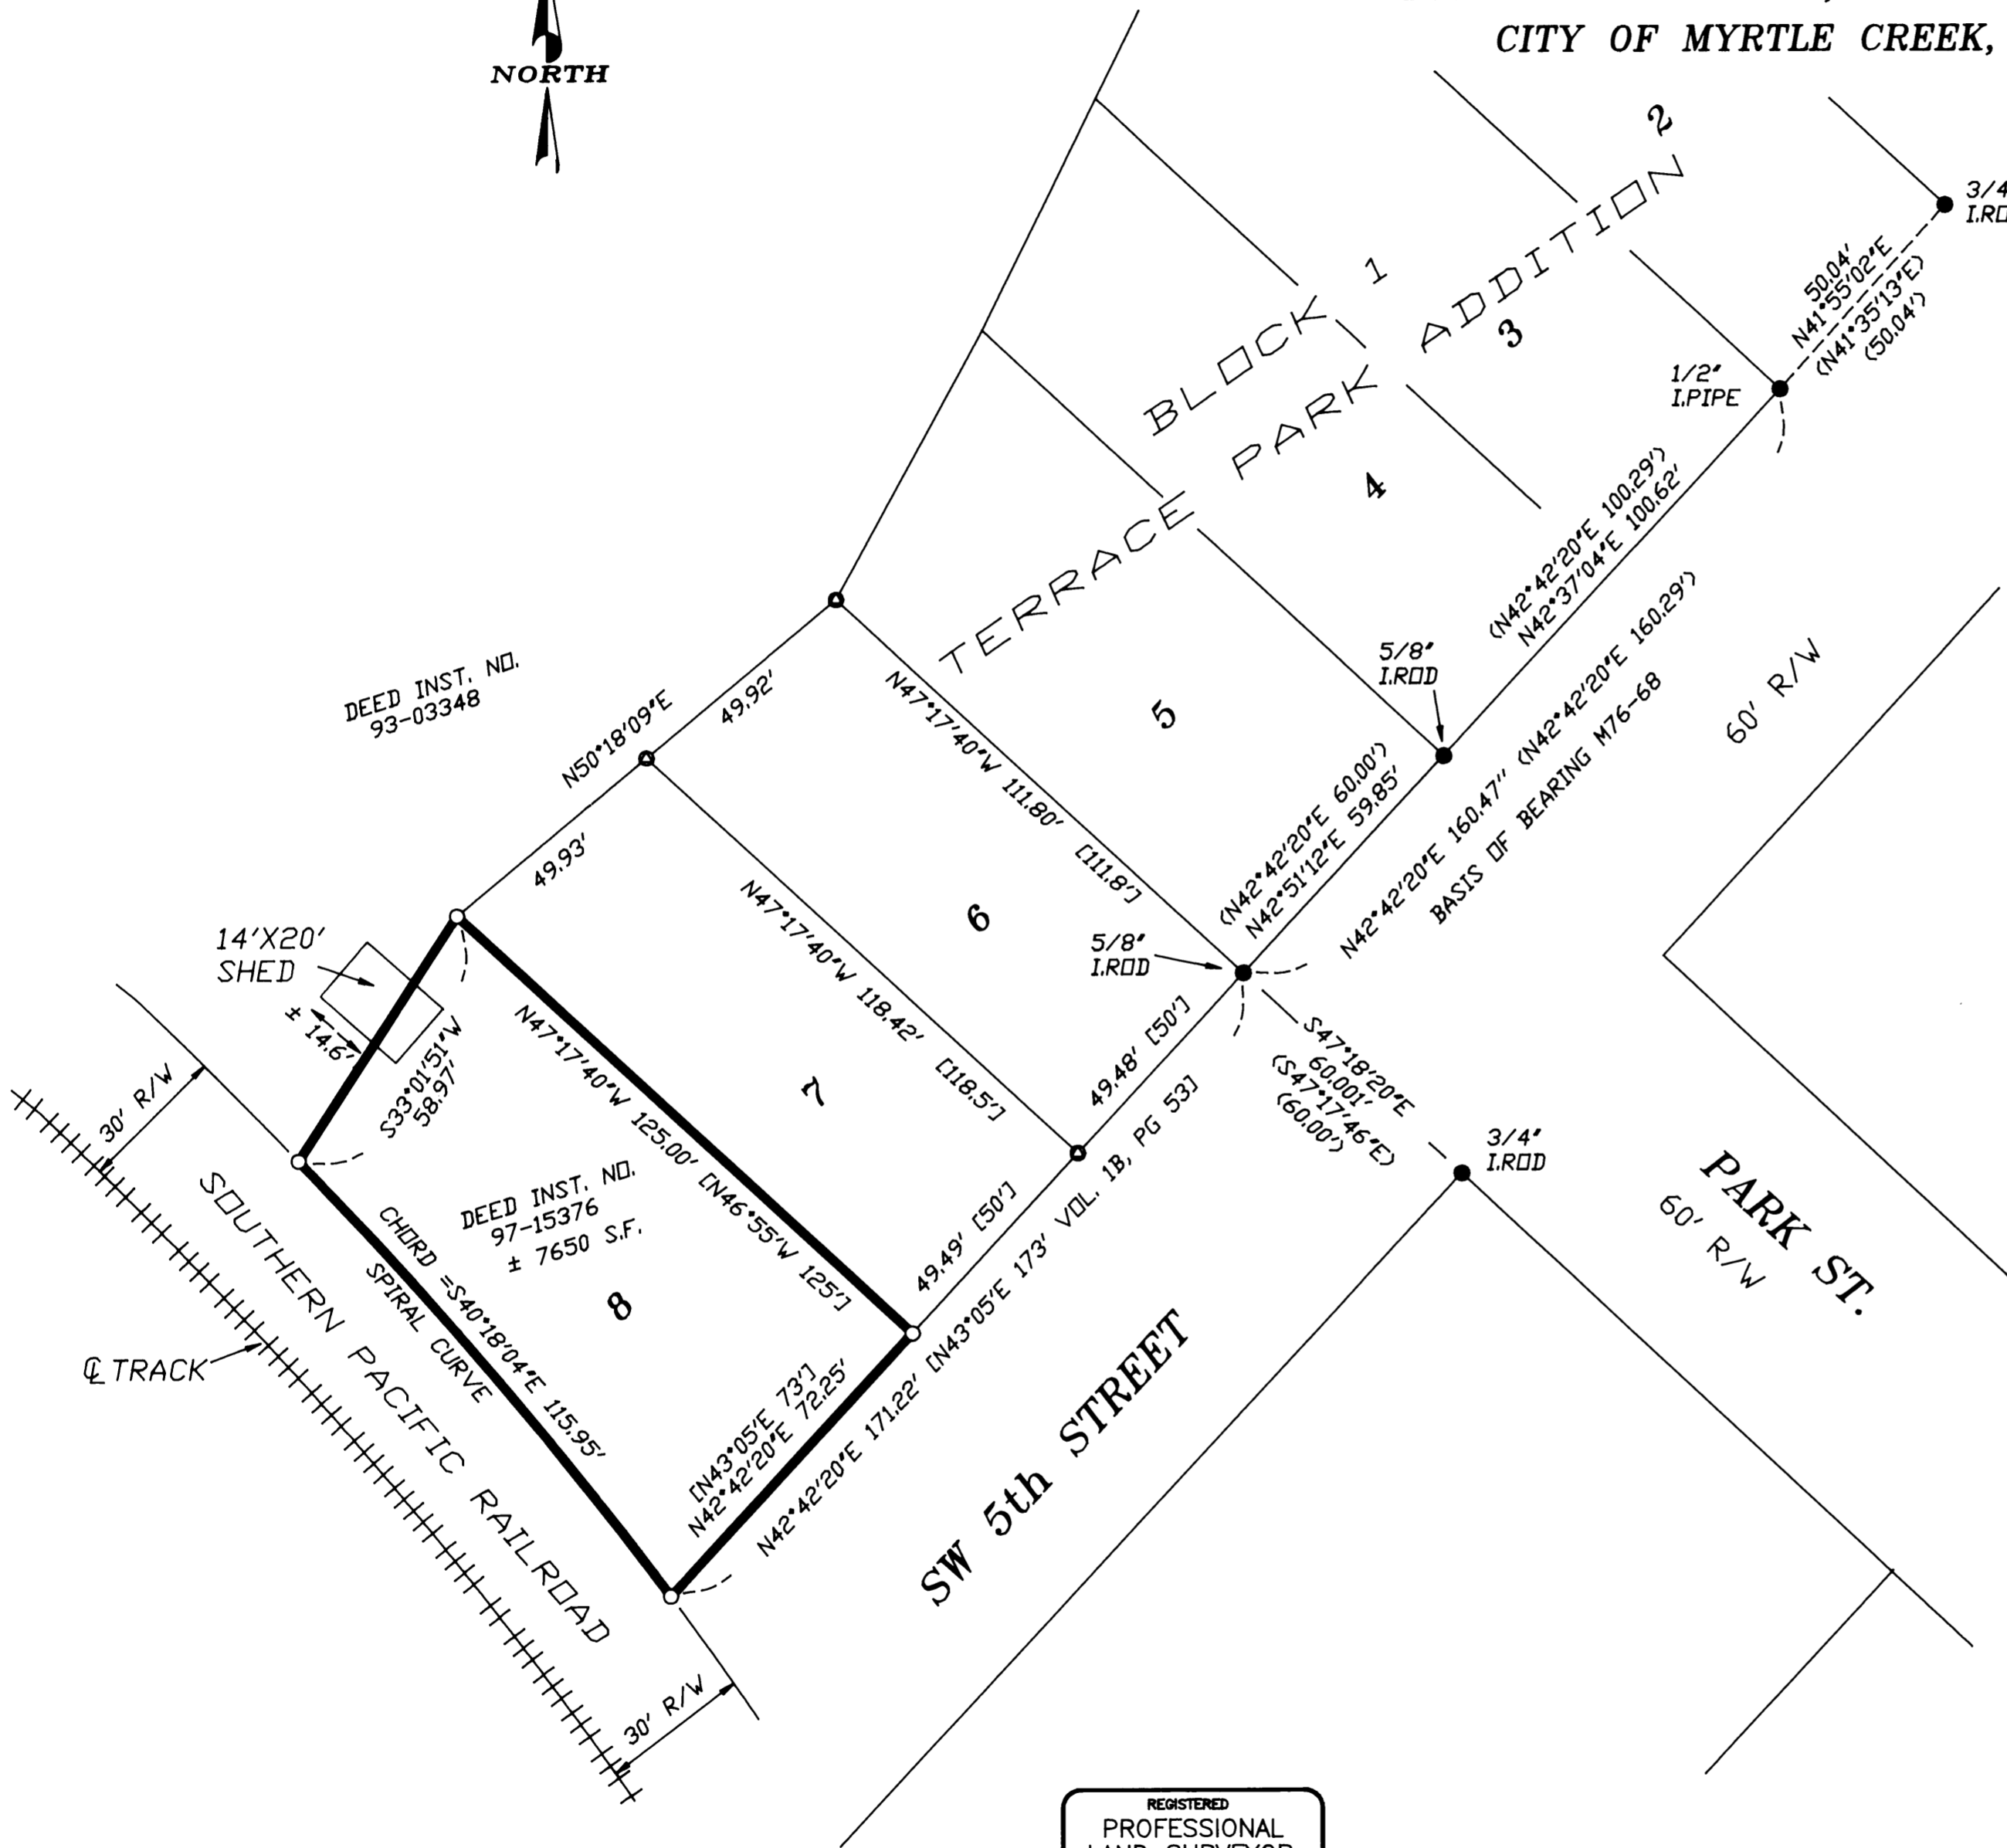 CITY OF MYRTLE CREEK,
NORTH
2
3/4"
50.04'
N41°55'02"E
(N41°35'13"E)
(50.04')
BLOCK 1
TERRACE PARK ADDITION
3
1/2"
I.PIPE
4
(N42°42'20"E 100.29')
N42°37'04"E 100.62'
5/8"
I.ROD
60' R/W
N42°42'20"E 160.47'' (N42°42'20"E 160.29')
BASIS OF BEARING M76-68
DEED INST. NO.
93-03348
N50°18'09"E
49.92'
N47°17'40"W 111.80' [111.8']
5
(N42°42'20"E 60.00')
N42°51'12"E 59.85'
49.93'
N47°17'40"W 118.42' [118.5']
6
5/8"
I.ROD
14'X20'
SHED
± 14.6'
S33°01'51"W
58.97'
N47°17'40"W 125.00' [N46°55'W 125']
7
49.48' [50']
S47°18'20"E
60.001'
(S47°17'46"E)
(60.00')
3/4"
I.ROD
30' R/W
SOUTHERN PACIFIC RAILROAD
CHORD =S40°18'04"E 115.95'
SPIRAL CURVE
DEED INST. NO.
97-15376
± 7650 S.F.
8
49.49' [50']
PARK ST.
60' R/W
℄ TRACK
[N43°05'E 73']
N42°42'20"E 72.25'
N42°42'20"E 171.22' [N43°05'E 173' VOL. 1B, PG 53]
SW 5th STREET
30' R/W
REGISTERED
PROFESSIONAL
LAND SURVEYOR